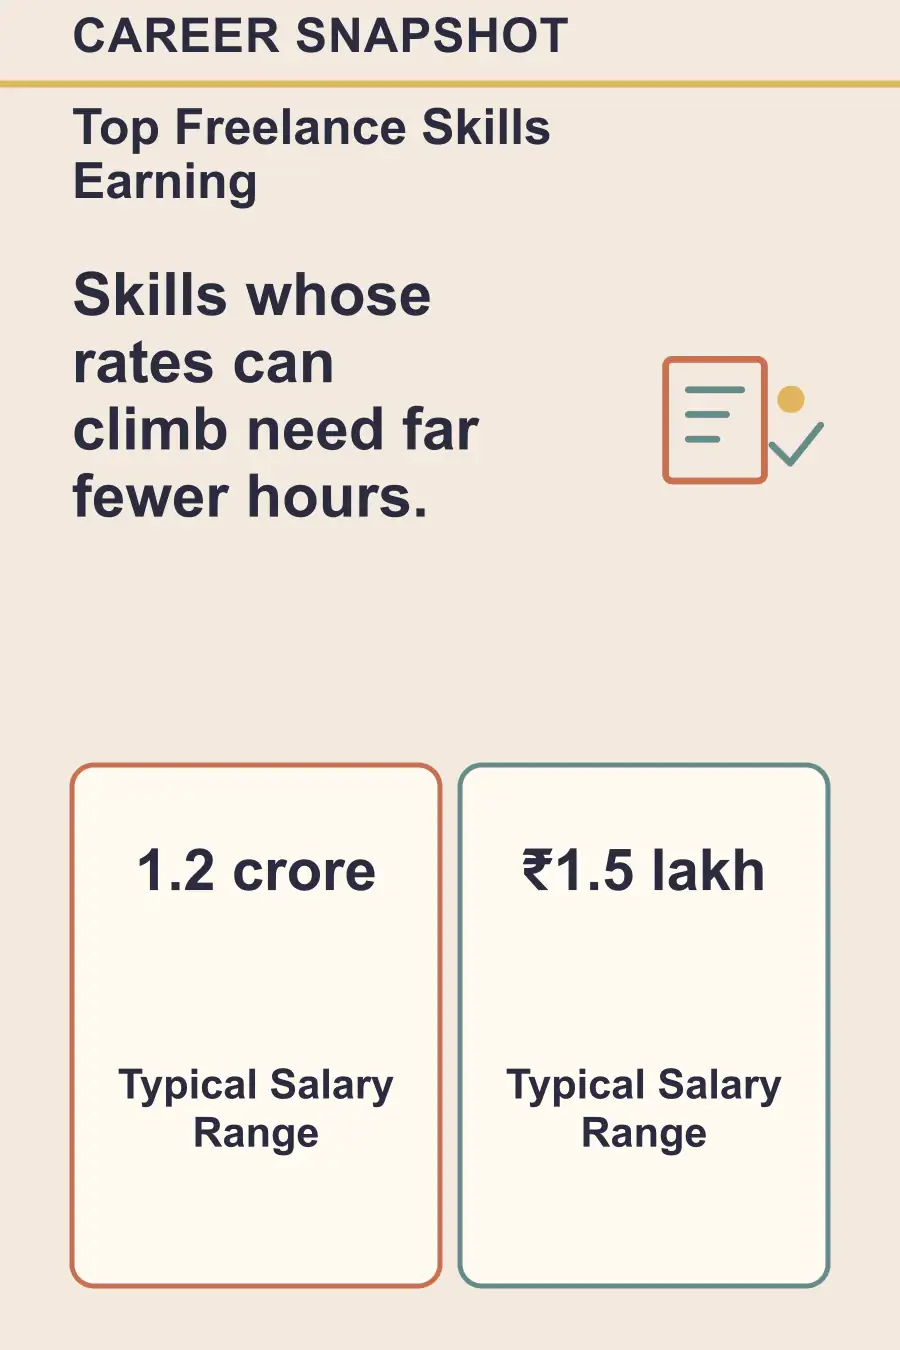 CAREER SNAPSHOT
Top Freelance Skills
Earning
Skills whose
rates can
climb need far
fewer hours.
1.2 crore
₹1.5 lakh
Typical Salary
Range
Typical Salary
Range